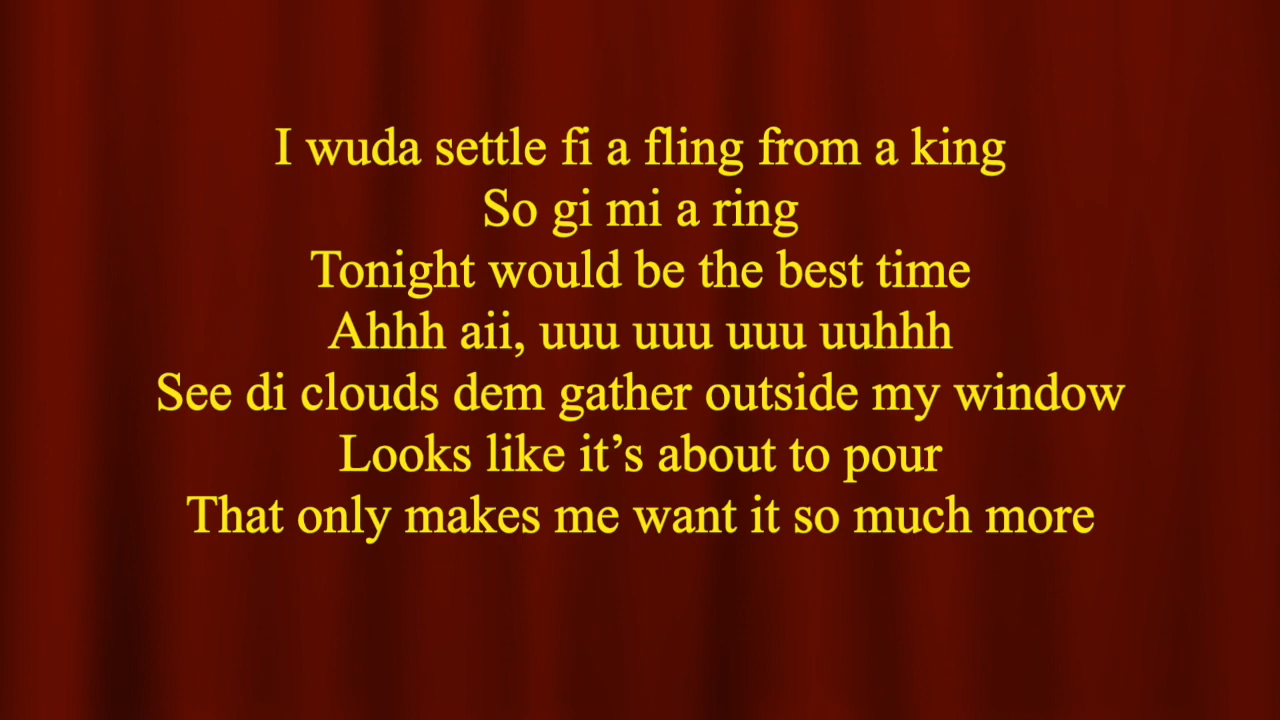 I wuda settle fi a fling from a king
So gi mi a ring
Tonight would be the best time
Ahhh aii, uuu uuu uuu uuhhh
See di clouds dem gather outside my window
Looks like it’s about to pour
That only makes me want it so much more